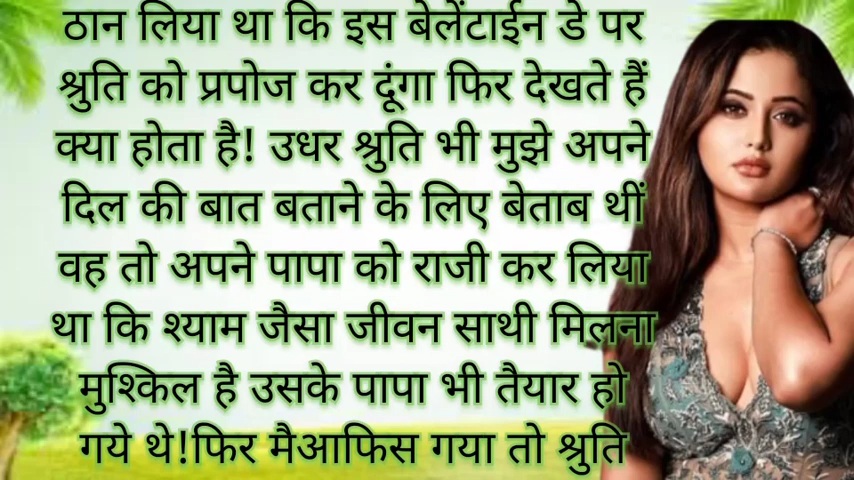 ठान लिया था कि इस बेलेंटाईन डे पर
श्रुति को प्रपोज कर दूंगा फिर देखते हैं
क्या होता है! उधर श्रुति भी मुझे अपने
दिल की बात बताने के लिए बेताब थीं
वह तो अपने पापा को राजी कर लिया
था कि श्याम जैसा जीवन साथी मिलना
मुश्किल है उसके पापा भी तैयार हो
गये थे!फिर मैआफिस गया तो श्रुति